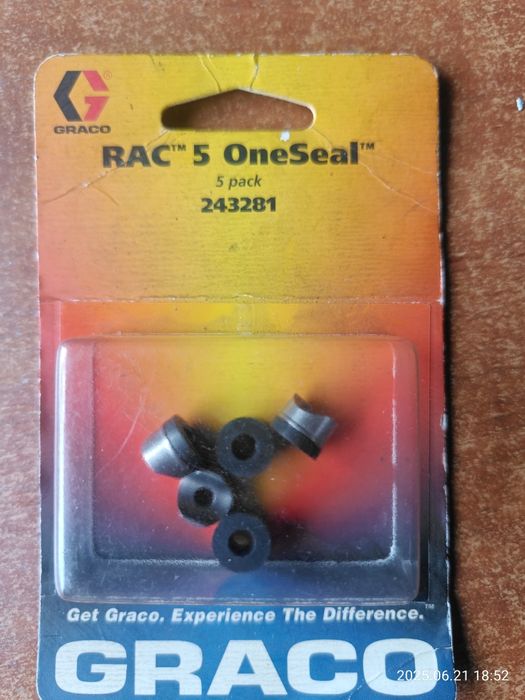 GRACO
RAC™ 5 OneSeal™
5 pack
243281
Get Graco. Experience The Difference.™
GRACO
2025.06.21 18:52